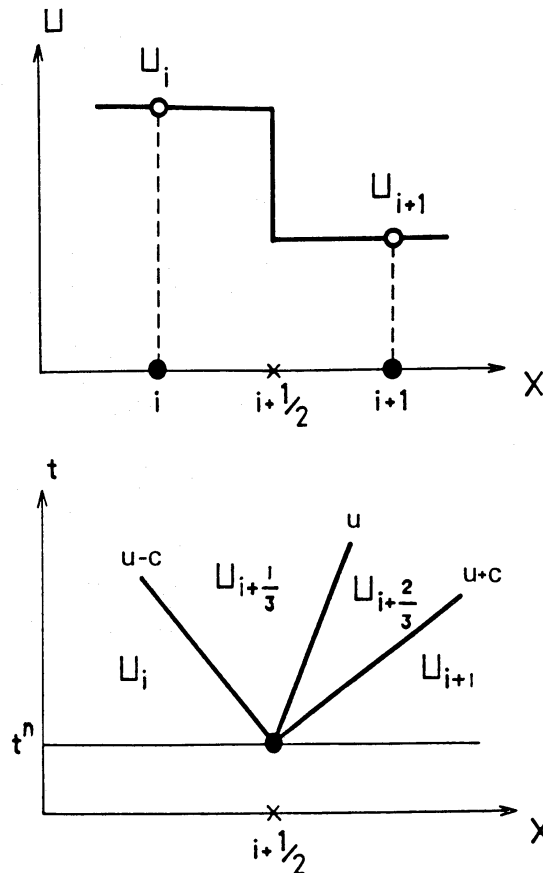 U
U_i
U_{i+1}
i
i+1/2
i+1
X
t
u
u-c
U_{i+1/3}
U_{i+2/3}
u+c
U_i
U_{i+1}
t^n
i+1/2
X